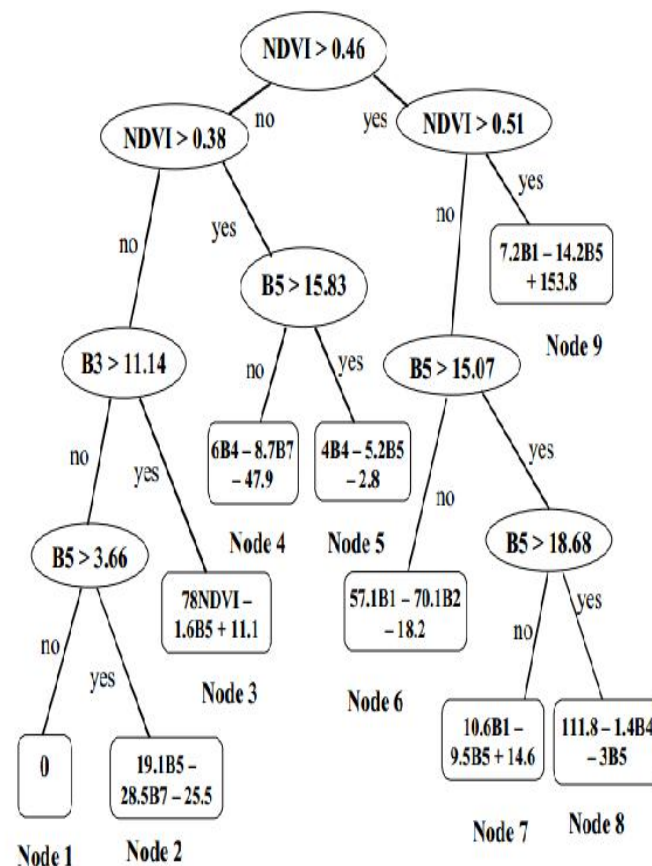 NDVI > 0.46
no
yes
NDVI > 0.38
NDVI > 0.51
no
yes
no
yes
B5 > 15.83
7.2B1 – 14.2B5
+ 153.8
Node 9
B3 > 11.14
B5 > 15.07
no
yes
no
yes
no
yes
6B4 – 8.7B7
– 47.9
4B4 – 5.2B5
– 2.8
Node 4
Node 5
B5 > 3.66
B5 > 18.68
78NDVI –
1.6B5 + 11.1
57.1B1 – 70.1B2
– 18.2
Node 3
Node 6
no
yes
no
yes
0
19.1B5 –
28.5B7 – 25.5
10.6B1 –
9.5B5 + 14.6
111.8 – 1.4B4
– 3B5
Node 1
Node 2
Node 7
Node 8